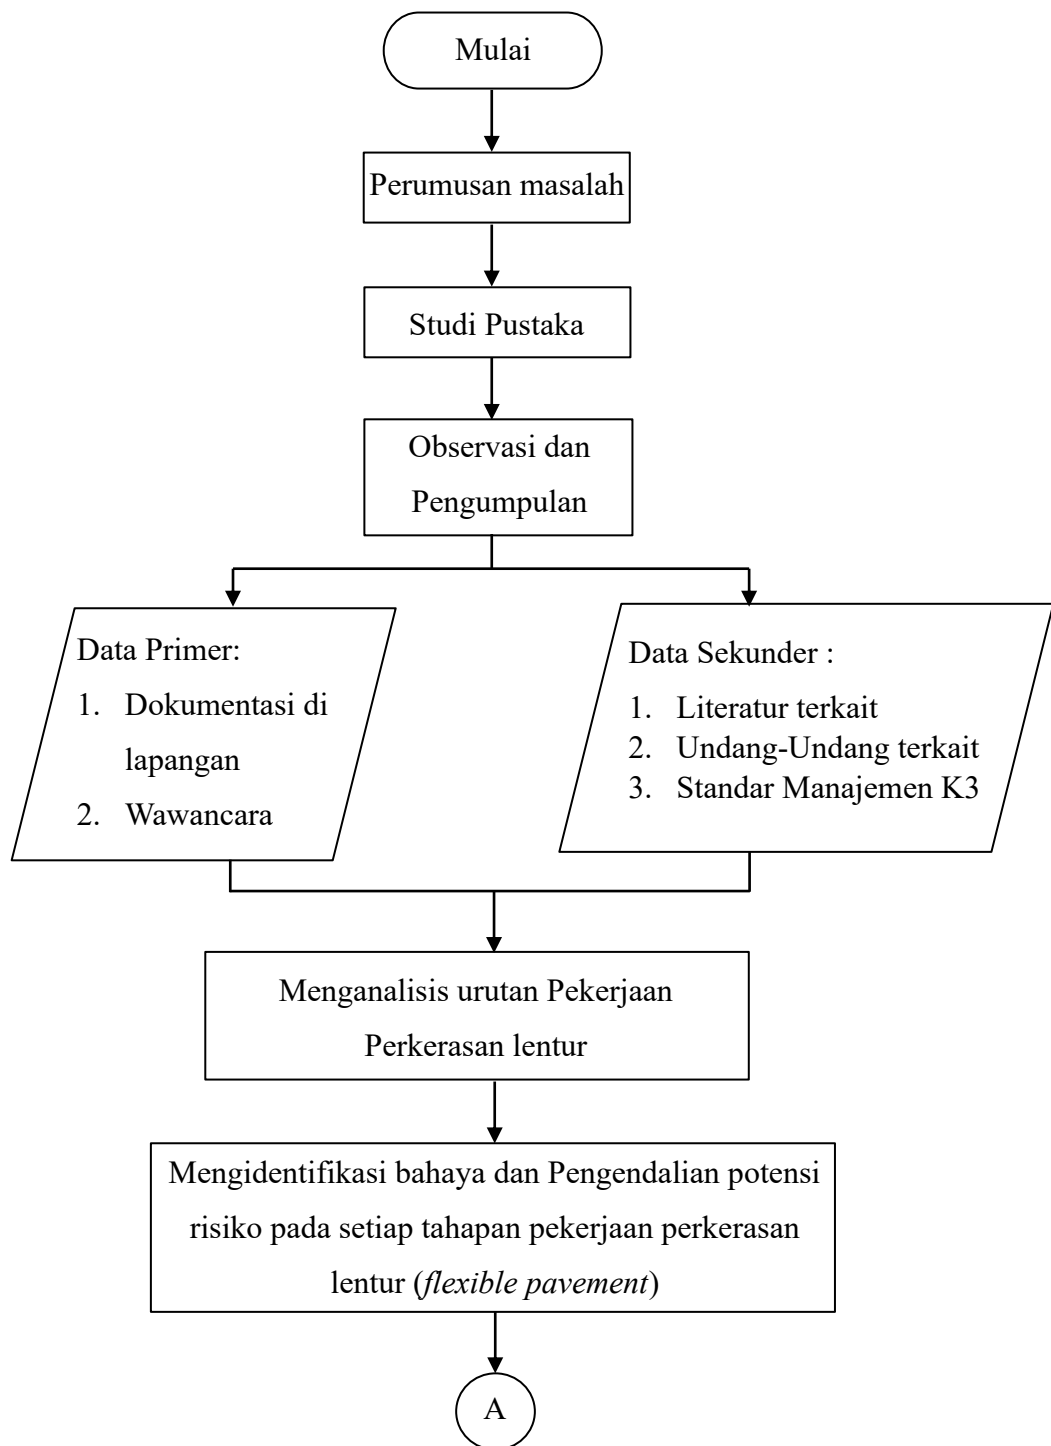 Mulai
Perumusan masalah
Studi Pustaka
Observasi dan
Pengumpulan
Data Primer:
1. Dokumentasi di
lapangan
2. Wawancara
Data Sekunder :
1. Literatur terkait
2. Undang-Undang terkait
3. Standar Manajemen K3
Menganalisis urutan Pekerjaan
Perkerasan lentur
Mengidentifikasi bahaya dan Pengendalian potensi
risiko pada setiap tahapan pekerjaan perkerasan
lentur (flexible pavement)
A